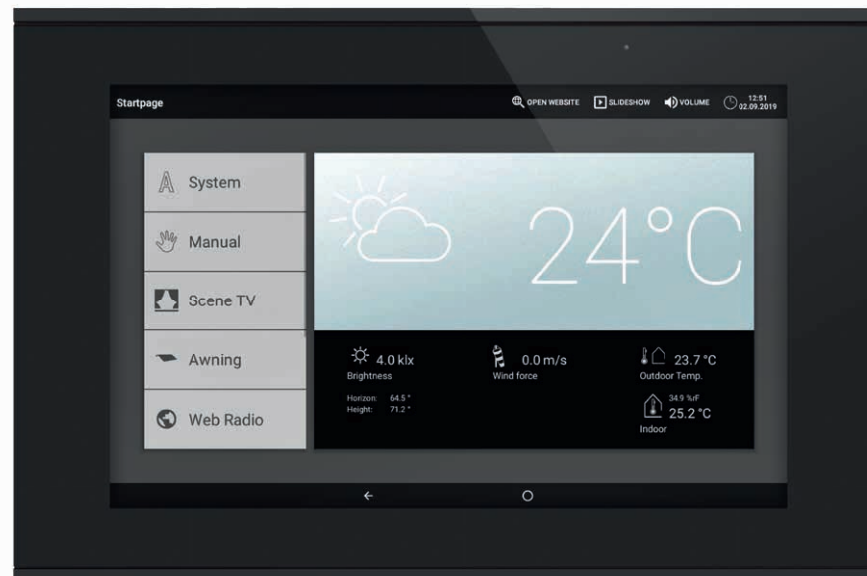 Startpage
OPEN WEBSITE
SLIDESHOW
VOLUME
12:51
02.09.2019
System
Manual
Scene TV
Awning
Web Radio
24°C
4.0 klx
Brightness
Horizon: 64.5 °
Height: 71.2 °
0.0 m/s
Wind force
23.7 °C
Outdoor Temp.
34.9 %rF
25.2 °C
Indoor